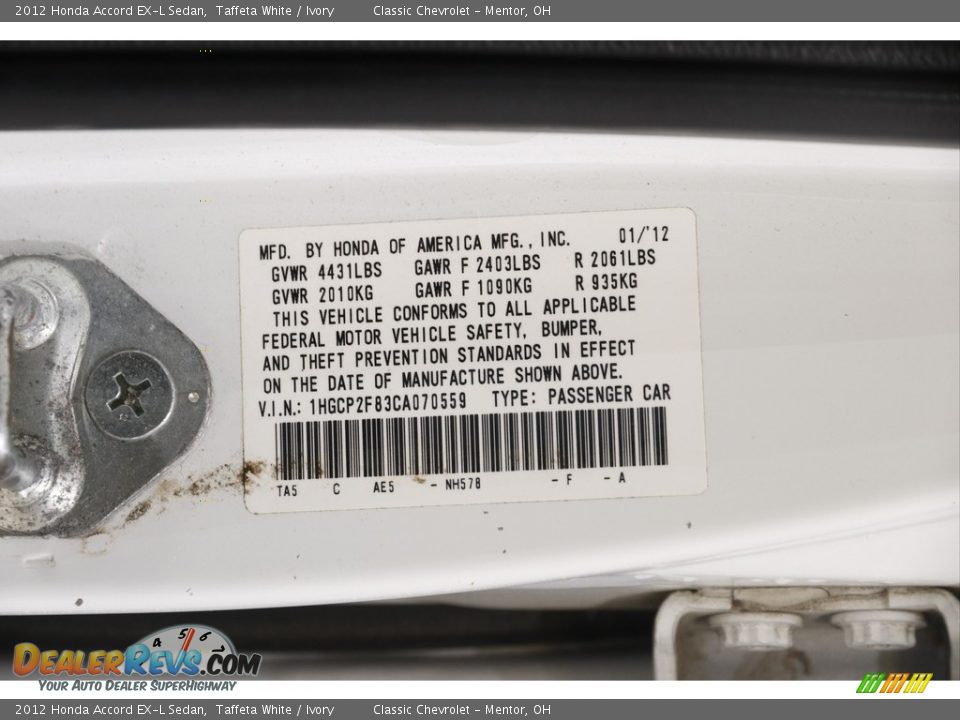 2012 Honda Accord EX-L Sedan,  Taffeta White / Ivory        Classic Chevrolet - Mentor, OH
MFD. BY HONDA OF AMERICA MFG., INC.    01/'12
GVWR 4431LBS    GAWR F 2403LBS    R 2061LBS
GVWR 2010KG    GAWR F 1090KG    R 935KG
THIS VEHICLE CONFORMS TO ALL APPLICABLE
FEDERAL MOTOR VEHICLE SAFETY, BUMPER,
AND THEFT PREVENTION STANDARDS IN EFFECT
ON THE DATE OF MANUFACTURE SHOWN ABOVE.
V.I.N.: 1HGCP2F83CA070559    TYPE: PASSENGER CAR
TA5    C    AE5    - NH578    - F    - A
4 5 6
DEALERREVS.COM
YOUR AUTO DEALER SUPERHIGHWAY
2012 Honda Accord EX-L Sedan,  Taffeta White / Ivory        Classic Chevrolet - Mentor, OH